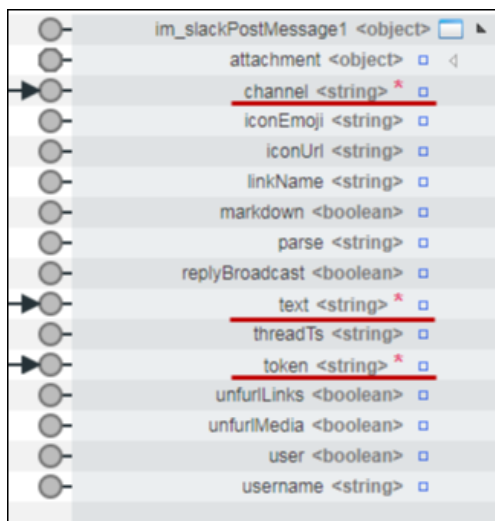 im_slackPostMessage1 <object>
attachment <object>
channel <string> *
iconEmoji <string>
iconUrl <string>
linkName <string>
markdown <boolean>
parse <string>
replyBroadcast <boolean>
text <string> *
threadTs <string>
token <string> *
unfurlLinks <boolean>
unfurlMedia <boolean>
user <boolean>
username <string>